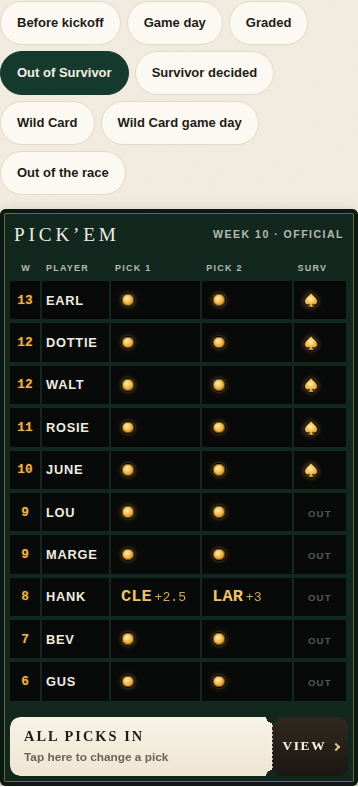 Before kickoff Game day Graded
Out of Survivor Survivor decided
Wild Card Wild Card game day
Out of the race
PICK’EM WEEK 10 · OFFICIAL
W PLAYER PICK 1 PICK 2 SURV
13 EARL
12 DOTTIE
12 WALT
11 ROSIE
10 JUNE
9 LOU OUT
9 MARGE OUT
8 HANK CLE +2.5 LAR +3 OUT
7 BEV OUT
6 GUS OUT
ALL PICKS IN
Tap here to change a pick
VIEW ›